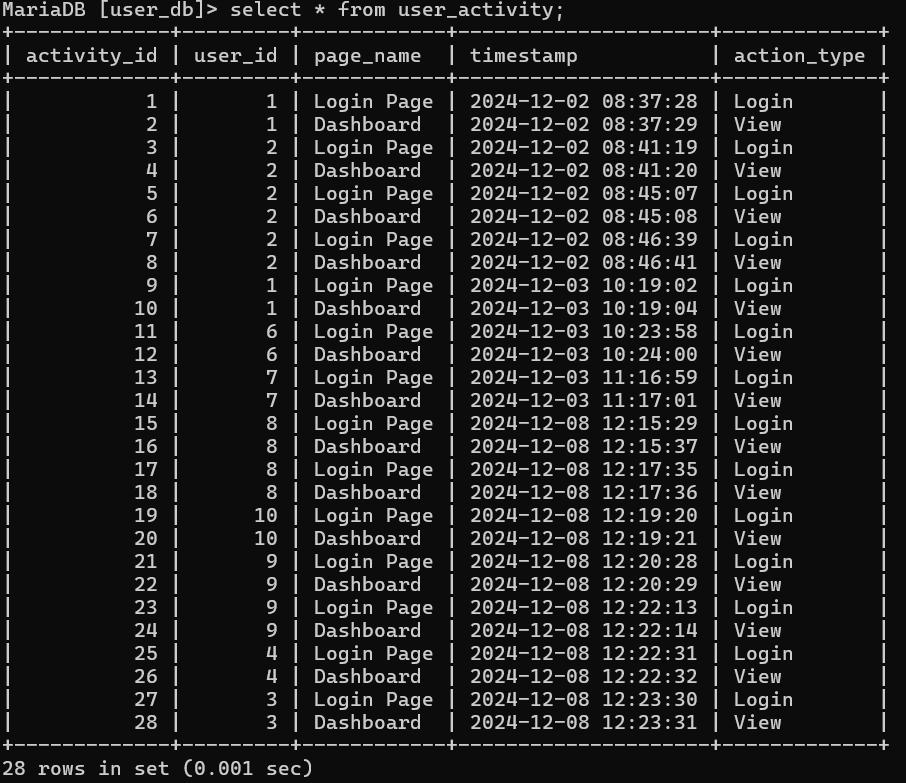 MariaDB [user_db]> select * from user_activity;
+-------------+---------+------------+---------------------+-------------+
| activity_id | user_id | page_name  | timestamp           | action_type |
+-------------+---------+------------+---------------------+-------------+
|           1 |       1 | Login Page | 2024-12-02 08:37:28 | Login       |
|           2 |       1 | Dashboard  | 2024-12-02 08:37:29 | View        |
|           3 |       2 | Login Page | 2024-12-02 08:41:19 | Login       |
|           4 |       2 | Dashboard  | 2024-12-02 08:41:20 | View        |
|           5 |       2 | Login Page | 2024-12-02 08:45:07 | Login       |
|           6 |       2 | Dashboard  | 2024-12-02 08:45:08 | View        |
|           7 |       2 | Login Page | 2024-12-02 08:46:39 | Login       |
|           8 |       2 | Dashboard  | 2024-12-02 08:46:41 | View        |
|           9 |       1 | Login Page | 2024-12-03 10:19:02 | Login       |
|          10 |       1 | Dashboard  | 2024-12-03 10:19:04 | View        |
|          11 |       6 | Login Page | 2024-12-03 10:23:58 | Login       |
|          12 |       6 | Dashboard  | 2024-12-03 10:24:00 | View        |
|          13 |       7 | Login Page | 2024-12-03 11:16:59 | Login       |
|          14 |       7 | Dashboard  | 2024-12-03 11:17:01 | View        |
|          15 |       8 | Login Page | 2024-12-08 12:15:29 | Login       |
|          16 |       8 | Dashboard  | 2024-12-08 12:15:37 | View        |
|          17 |       8 | Login Page | 2024-12-08 12:17:35 | Login       |
|          18 |       8 | Dashboard  | 2024-12-08 12:17:36 | View        |
|          19 |      10 | Login Page | 2024-12-08 12:19:20 | Login       |
|          20 |      10 | Dashboard  | 2024-12-08 12:19:21 | View        |
|          21 |       9 | Login Page | 2024-12-08 12:20:28 | Login       |
|          22 |       9 | Dashboard  | 2024-12-08 12:20:29 | View        |
|          23 |       9 | Login Page | 2024-12-08 12:22:13 | Login       |
|          24 |       9 | Dashboard  | 2024-12-08 12:22:14 | View        |
|          25 |       4 | Login Page | 2024-12-08 12:22:31 | Login       |
|          26 |       4 | Dashboard  | 2024-12-08 12:22:32 | View        |
|          27 |       3 | Login Page | 2024-12-08 12:23:30 | Login       |
|          28 |       3 | Dashboard  | 2024-12-08 12:23:31 | View        |
+-------------+---------+------------+---------------------+-------------+
28 rows in set (0.001 sec)